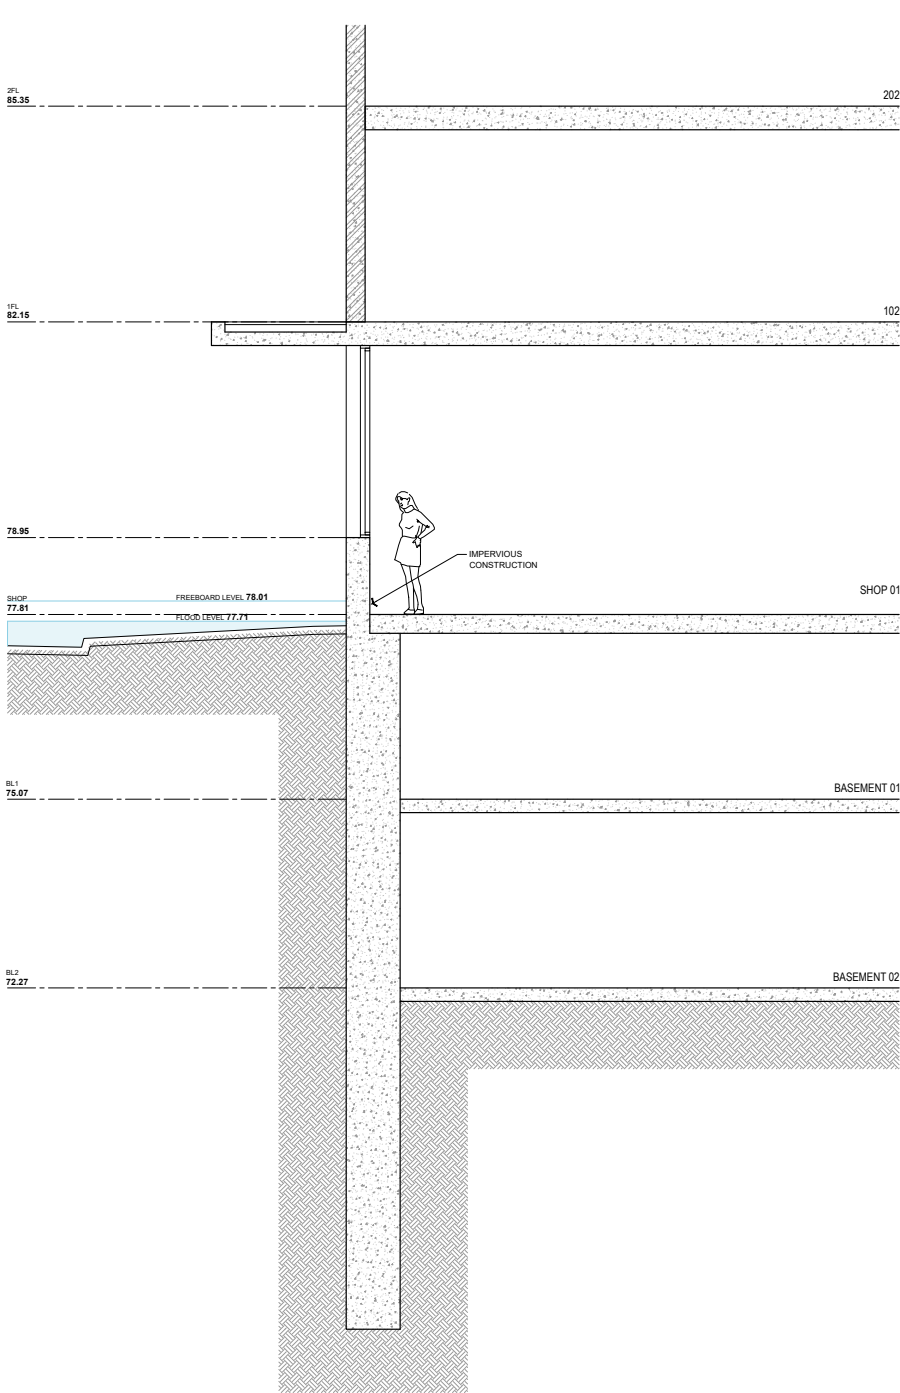 2FL
85.35
202
1FL
82.15
102
78.95
IMPERVIOUS
CONSTRUCTION
SHOP 01
SHOP
77.81
FREEBOARD LEVEL 78.01
FLOOD LEVEL 77.71
BL1
75.07
BASEMENT 01
BL2
72.27
BASEMENT 02